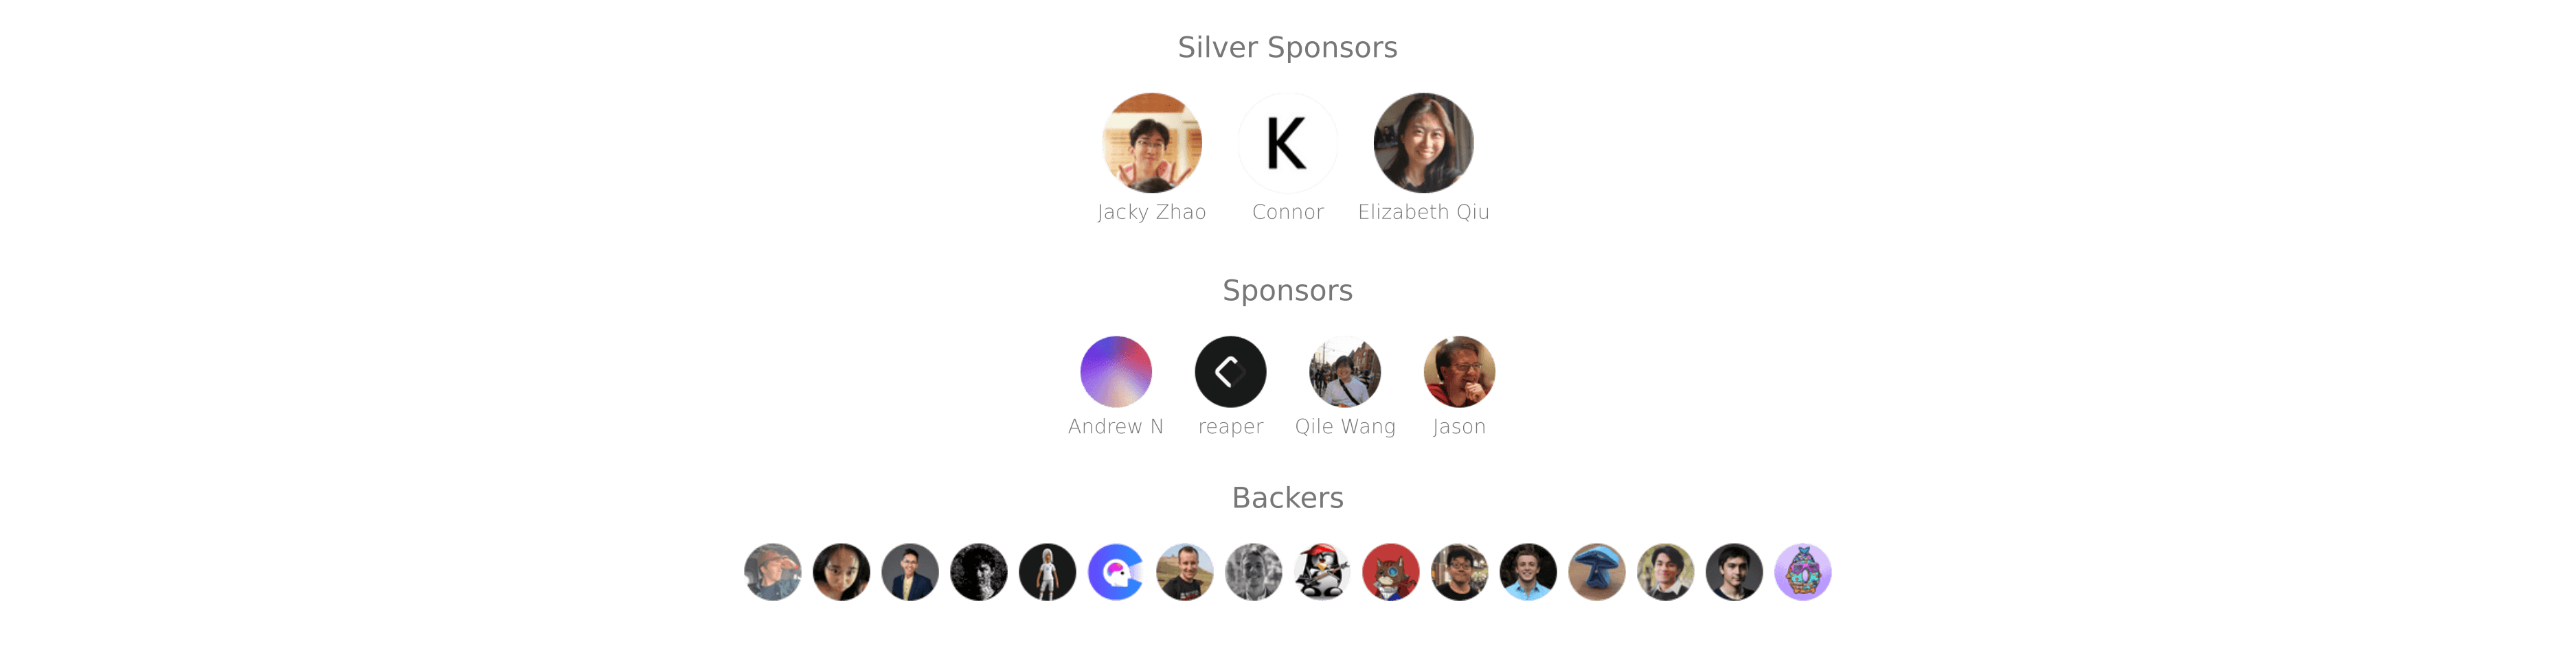 Silver Sponsors
K
Jacky Zhao Connor Elizabeth Qiu
Sponsors
Andrew N reaper Qile Wang Jason
Backers